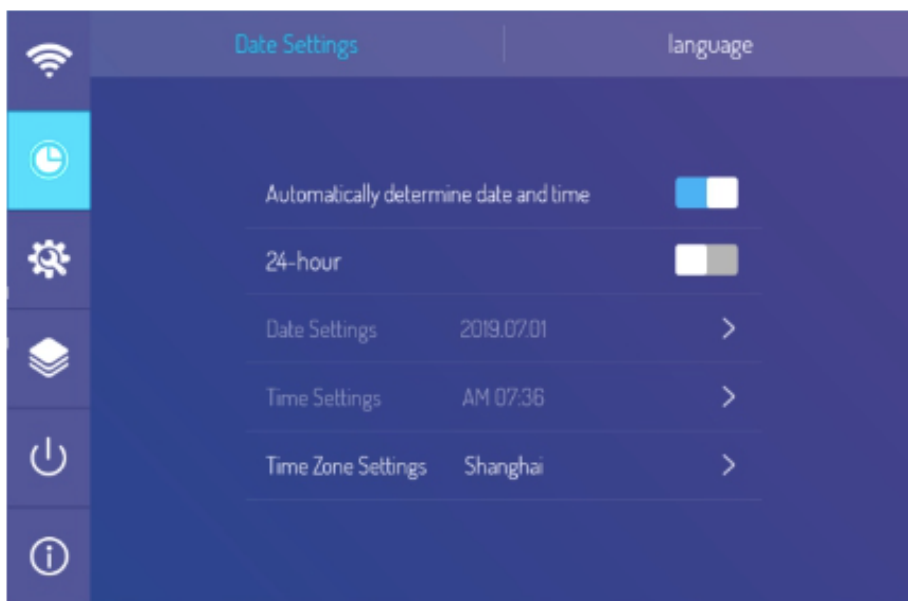 Date Settings language
Automatically determine date and time
24-hour
Date Settings 2019.07.01
Time Settings AM 07:36
Time Zone Settings Shanghai